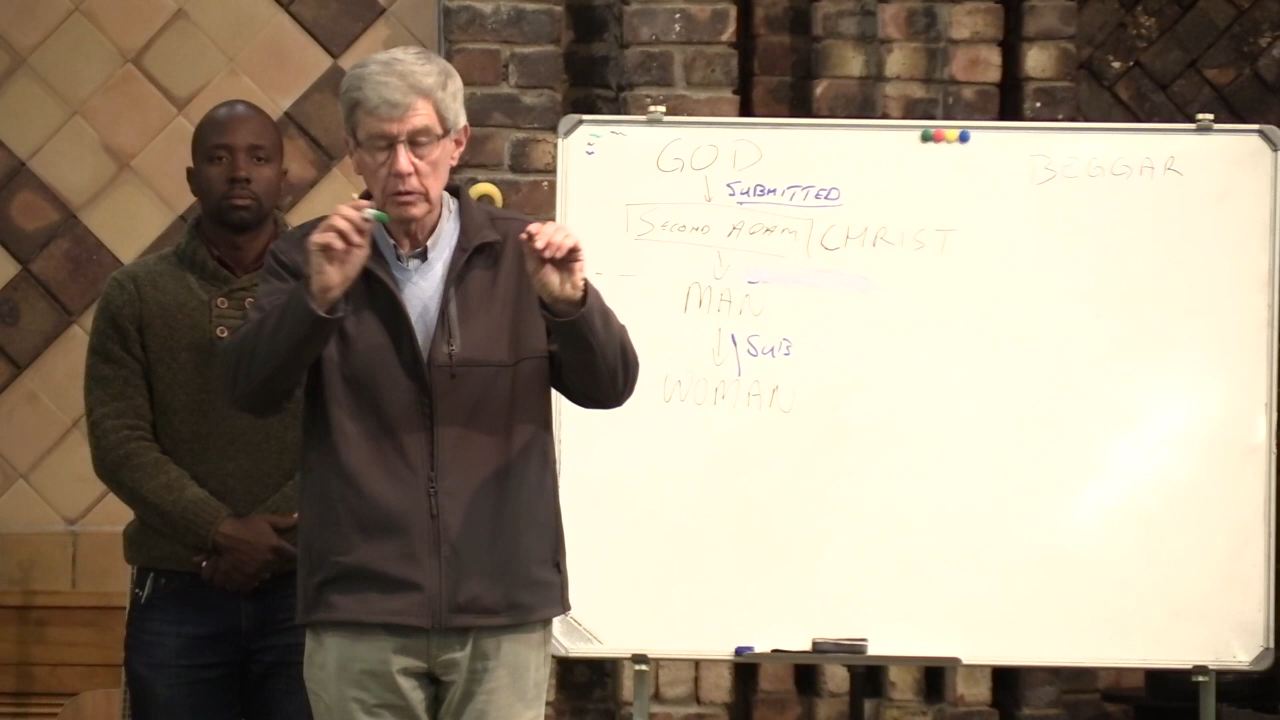 GOD
BEGGAR
SUBMITTED
SECOND ADAM CHRIST
MAN
SUB
WOMAN